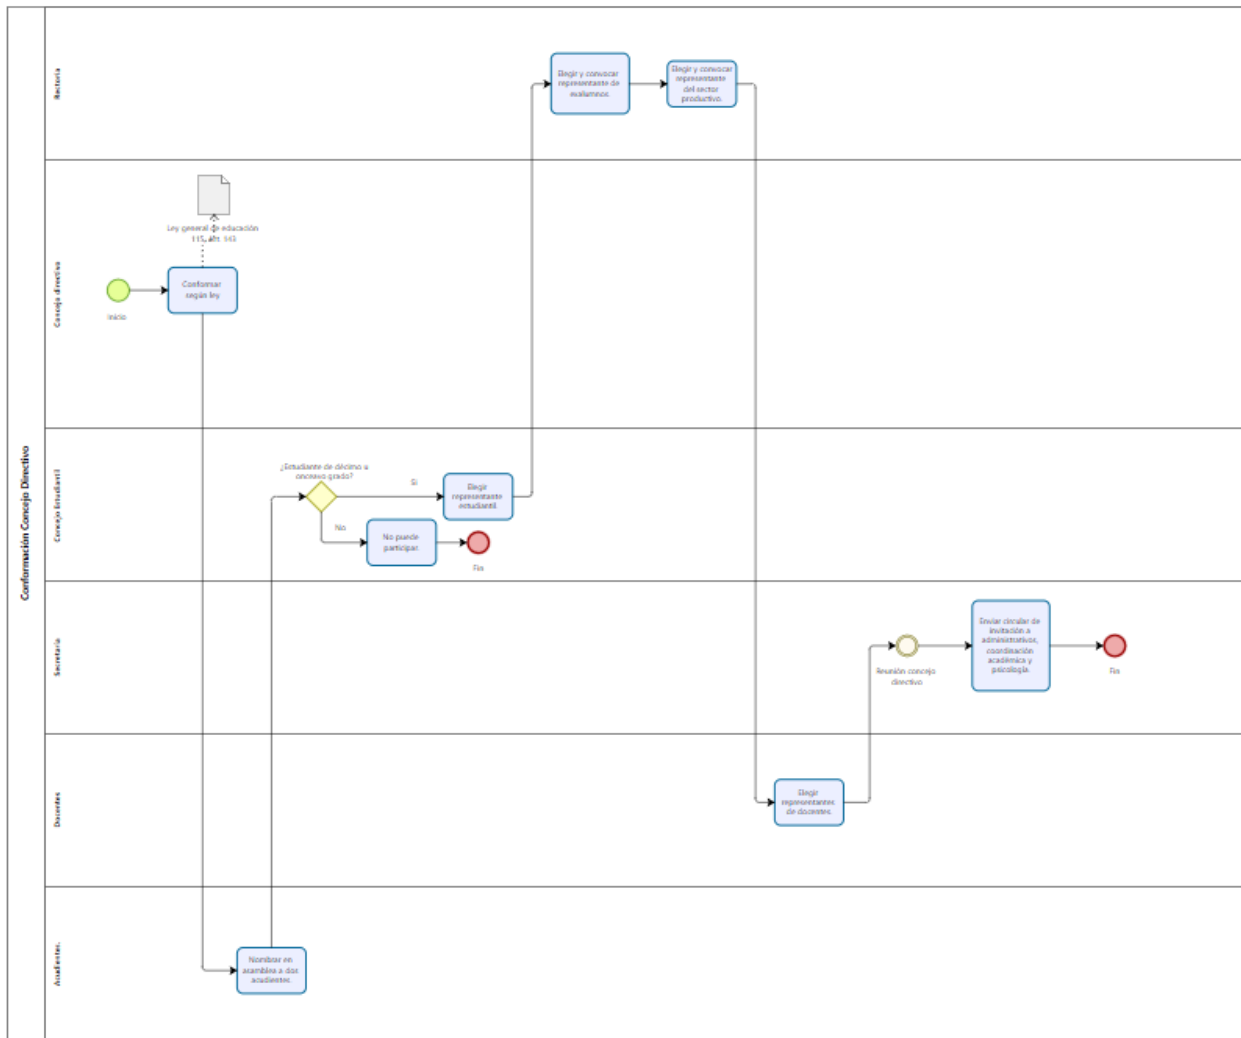 Conformación Concejo Directivo
Rectoría
Elegir y convocar
representante de
exalumnos.
Elegir y convocar
representante
del sector
productivo.
Concejo directivo
Ley general de educación
115, Art. 143
Inicio
Conformar
según ley.
Concejo Estudiantil
¿Estudiante de décimo u
onceavo grado?
Si
Elegir
representante
estudiantil.
No
No puede
participar.
Fin
Secretaría
Reunión concejo
directivo
Enviar circular de
invitación a
administrativos,
coordinación
académica y
psicología.
Fin
Docentes
Elegir
representantes
de docentes.
Acudientes.
Nombrar en
asamblea a dos
acudientes.